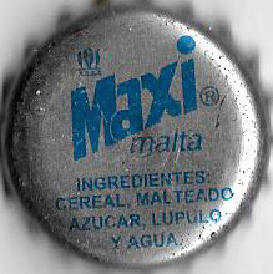 Maxi®
malta
INGREDIENTES:
CEREAL, MALTEADO
AZUCAR, LUPULO
Y AGUA.